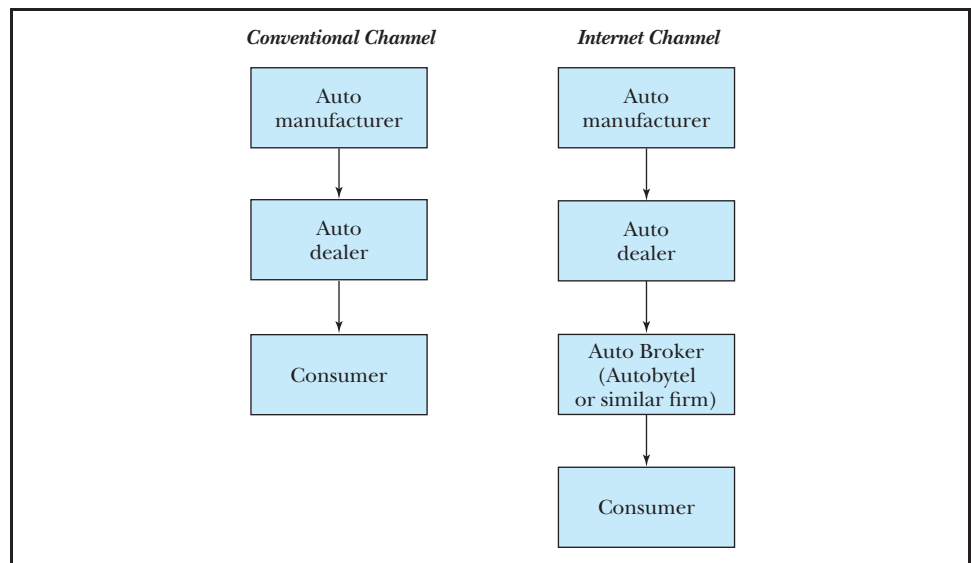 Conventional Channel
Auto
manufacturer
Auto
dealer
Consumer
Internet Channel
Auto
manufacturer
Auto
dealer
Auto Broker
(Autobytel
or similar firm)
Consumer